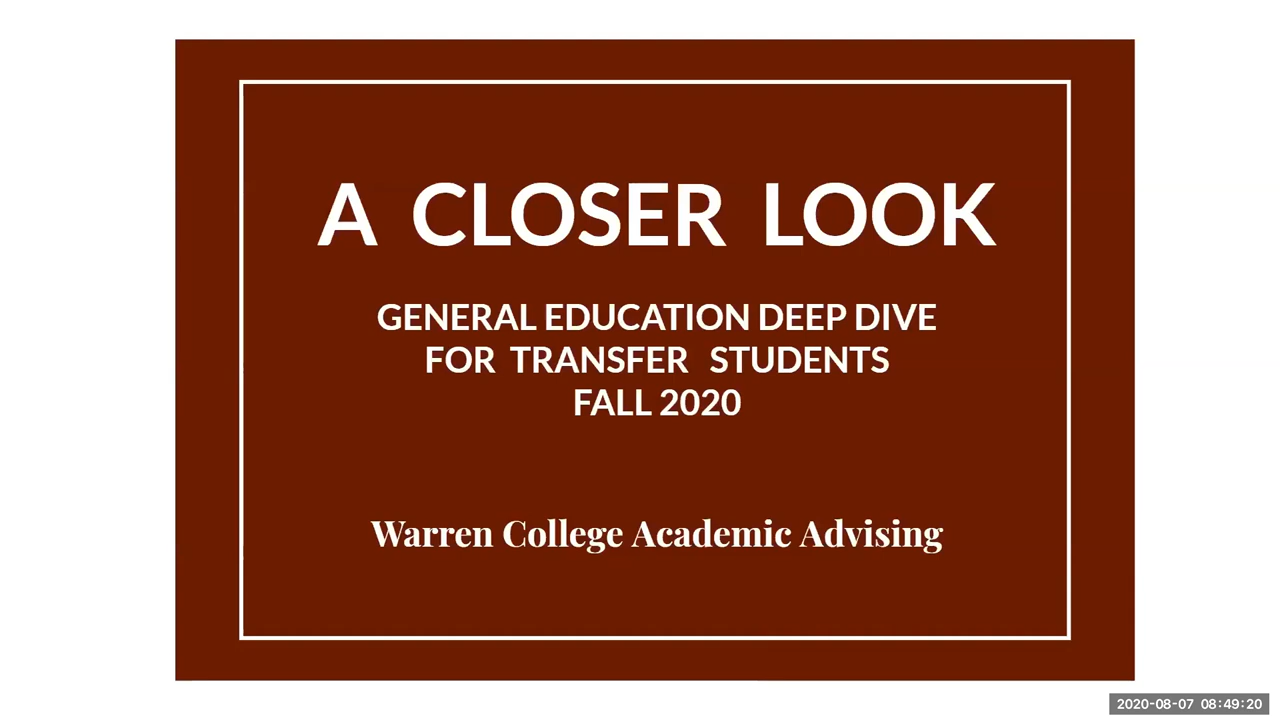 A CLOSER LOOK
GENERAL EDUCATION DEEP DIVE
FOR TRANSFER STUDENTS
FALL 2020
Warren College Academic Advising
2020-08-07 08:49:20